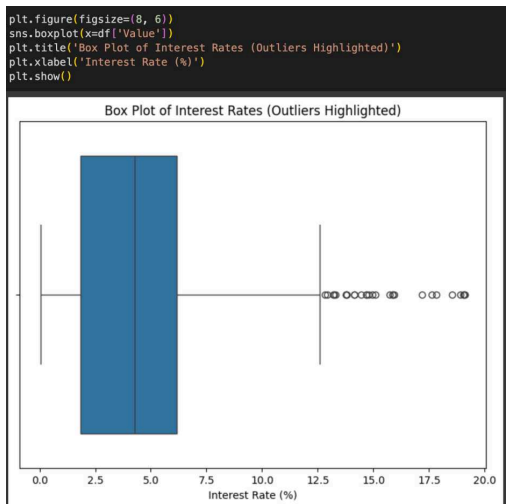 plt.figure(figsize=(8, 6))
sns.boxplot(x=df['Value'])
plt.title('Box Plot of Interest Rates (Outliers Highlighted)')
plt.xlabel('Interest Rate (%)')
plt.show()
Box Plot of Interest Rates (Outliers Highlighted)
0.0 2.5 5.0 7.5 10.0 12.5 15.0 17.5 20.0
Interest Rate (%)